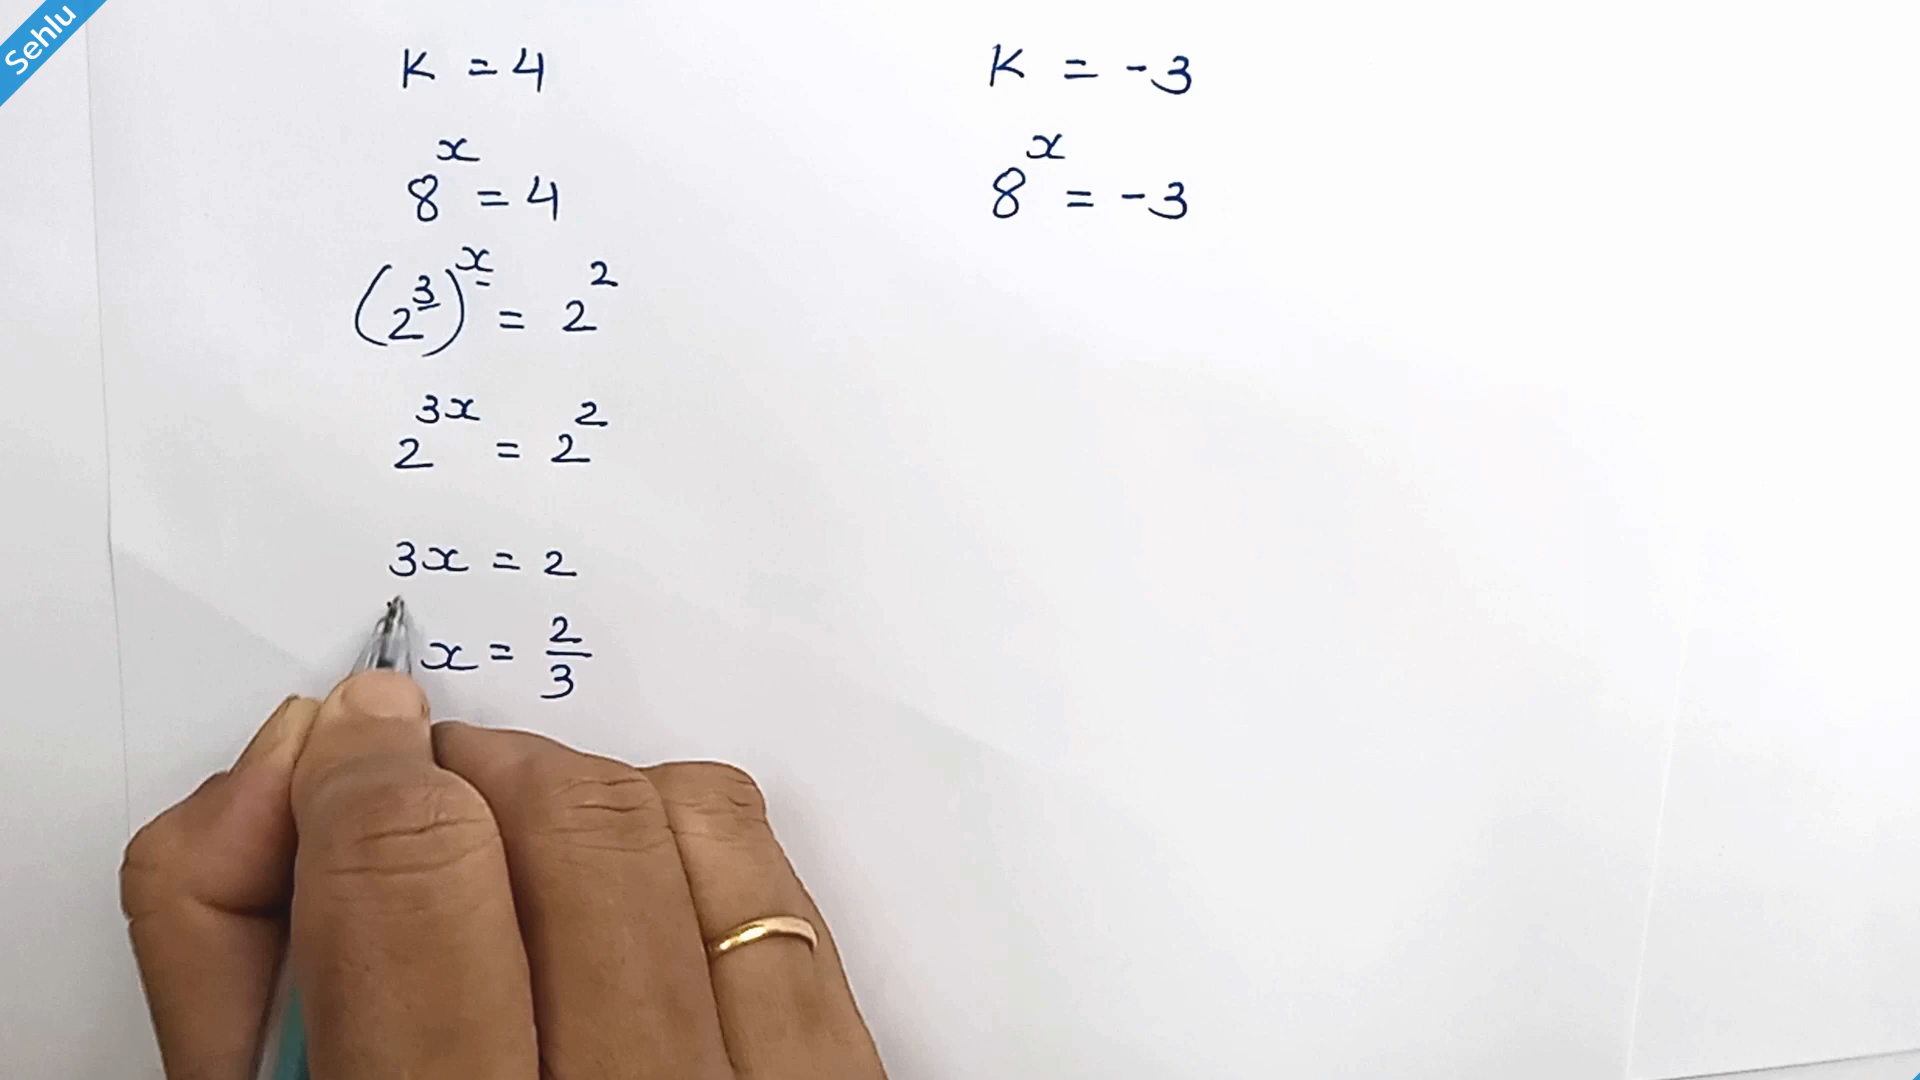 Sehlu
K = 4
8^x = 4
(2^3)^x = 2^2
2^{3x} = 2^2
3x = 2
x = 2/3
K = -3
8^x = -3